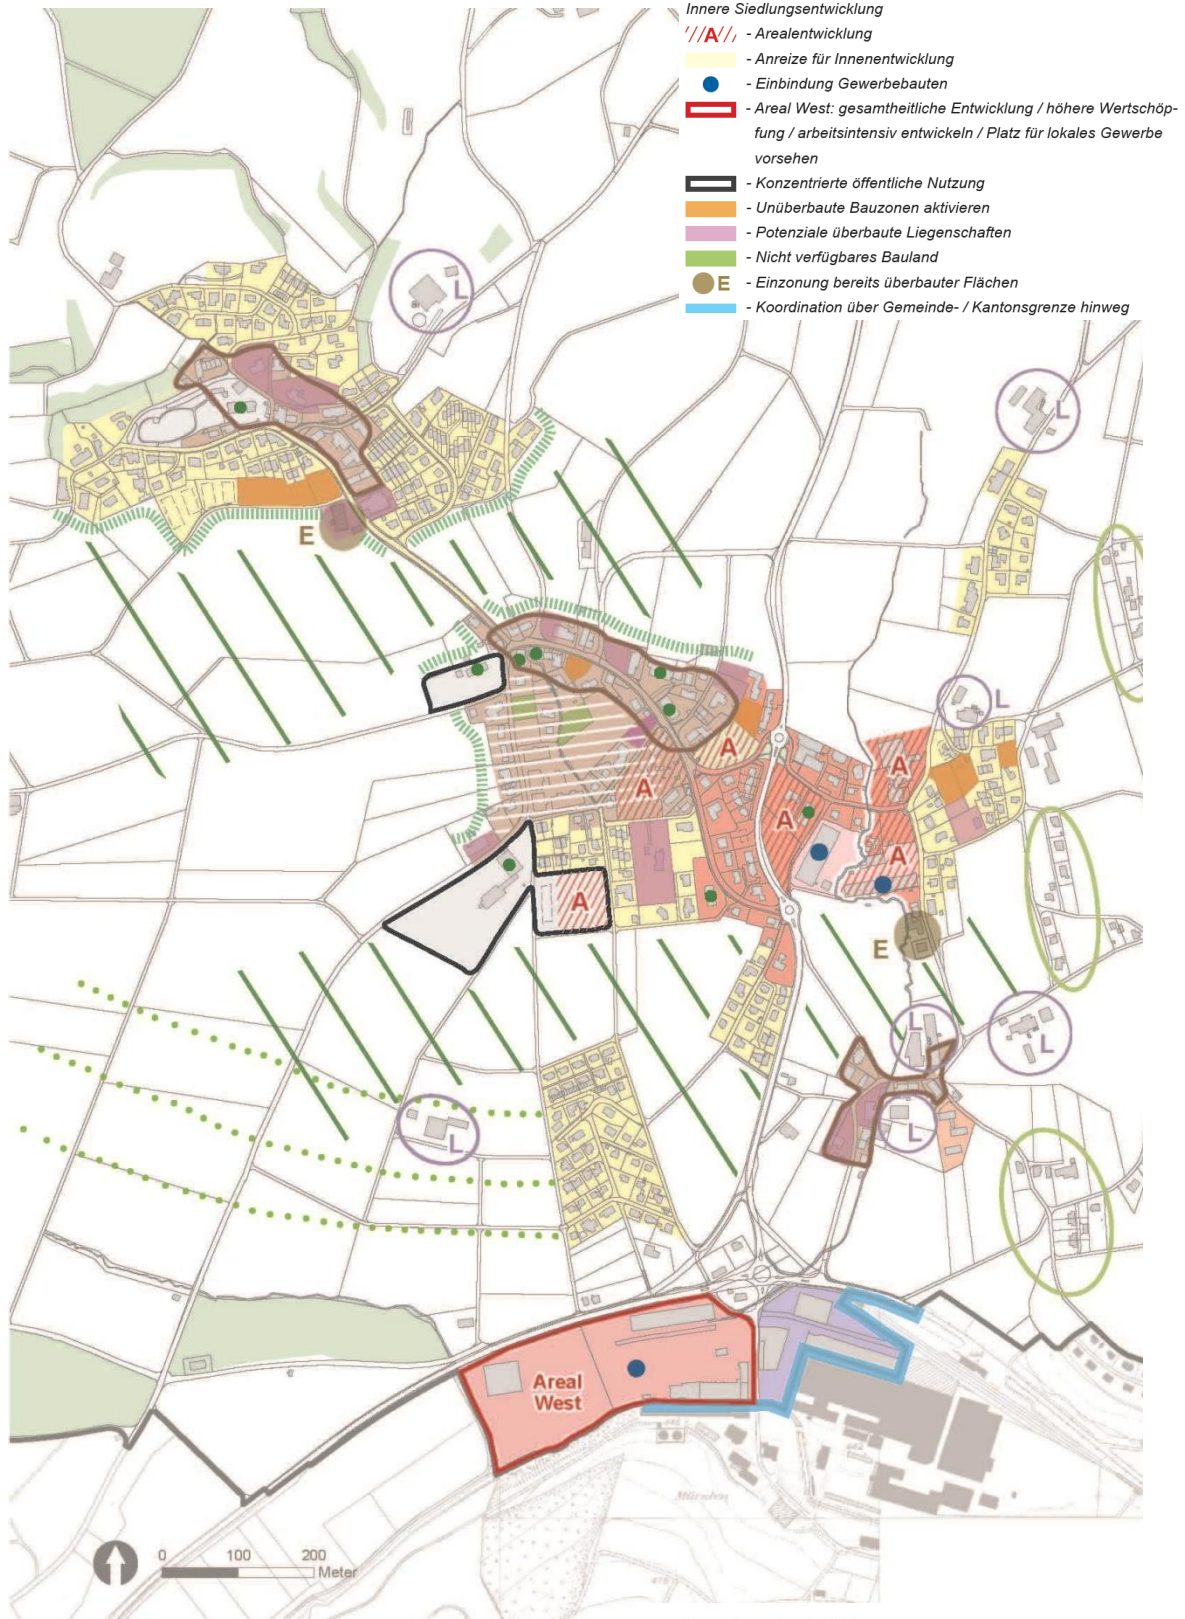 Innere Siedlungsentwicklung
A - Arealentwicklung
- Anreize für Innenentwicklung
- Einbindung Gewerbebauten
- Areal West: gesamtheitliche Entwicklung / höhere Wertschöp-
fung / arbeitsintensiv entwickeln / Platz für lokales Gewerbe
vorsehen
- Konzentrierte öffentliche Nutzung
- Unüberbaute Bauzonen aktivieren
- Potenziale überbaute Liegenschaften
- Nicht verfügbares Bauland
E - Einzonung bereits überbauter Flächen
- Koordination über Gemeinde- / Kantonsgrenze hinweg
L
L
E
L
A
A
A
A
A
A
E
L
L
L
L
Areal
West
0 100 200
Meter